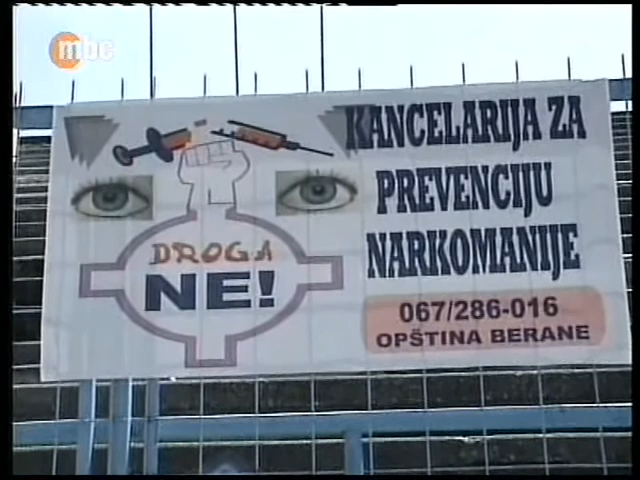 mbc
KANCELARIJA ZA
PREVENCIJU
NARKOMANIJE
DROGA
NE!
067/286-016
OPŠTINA BERANE